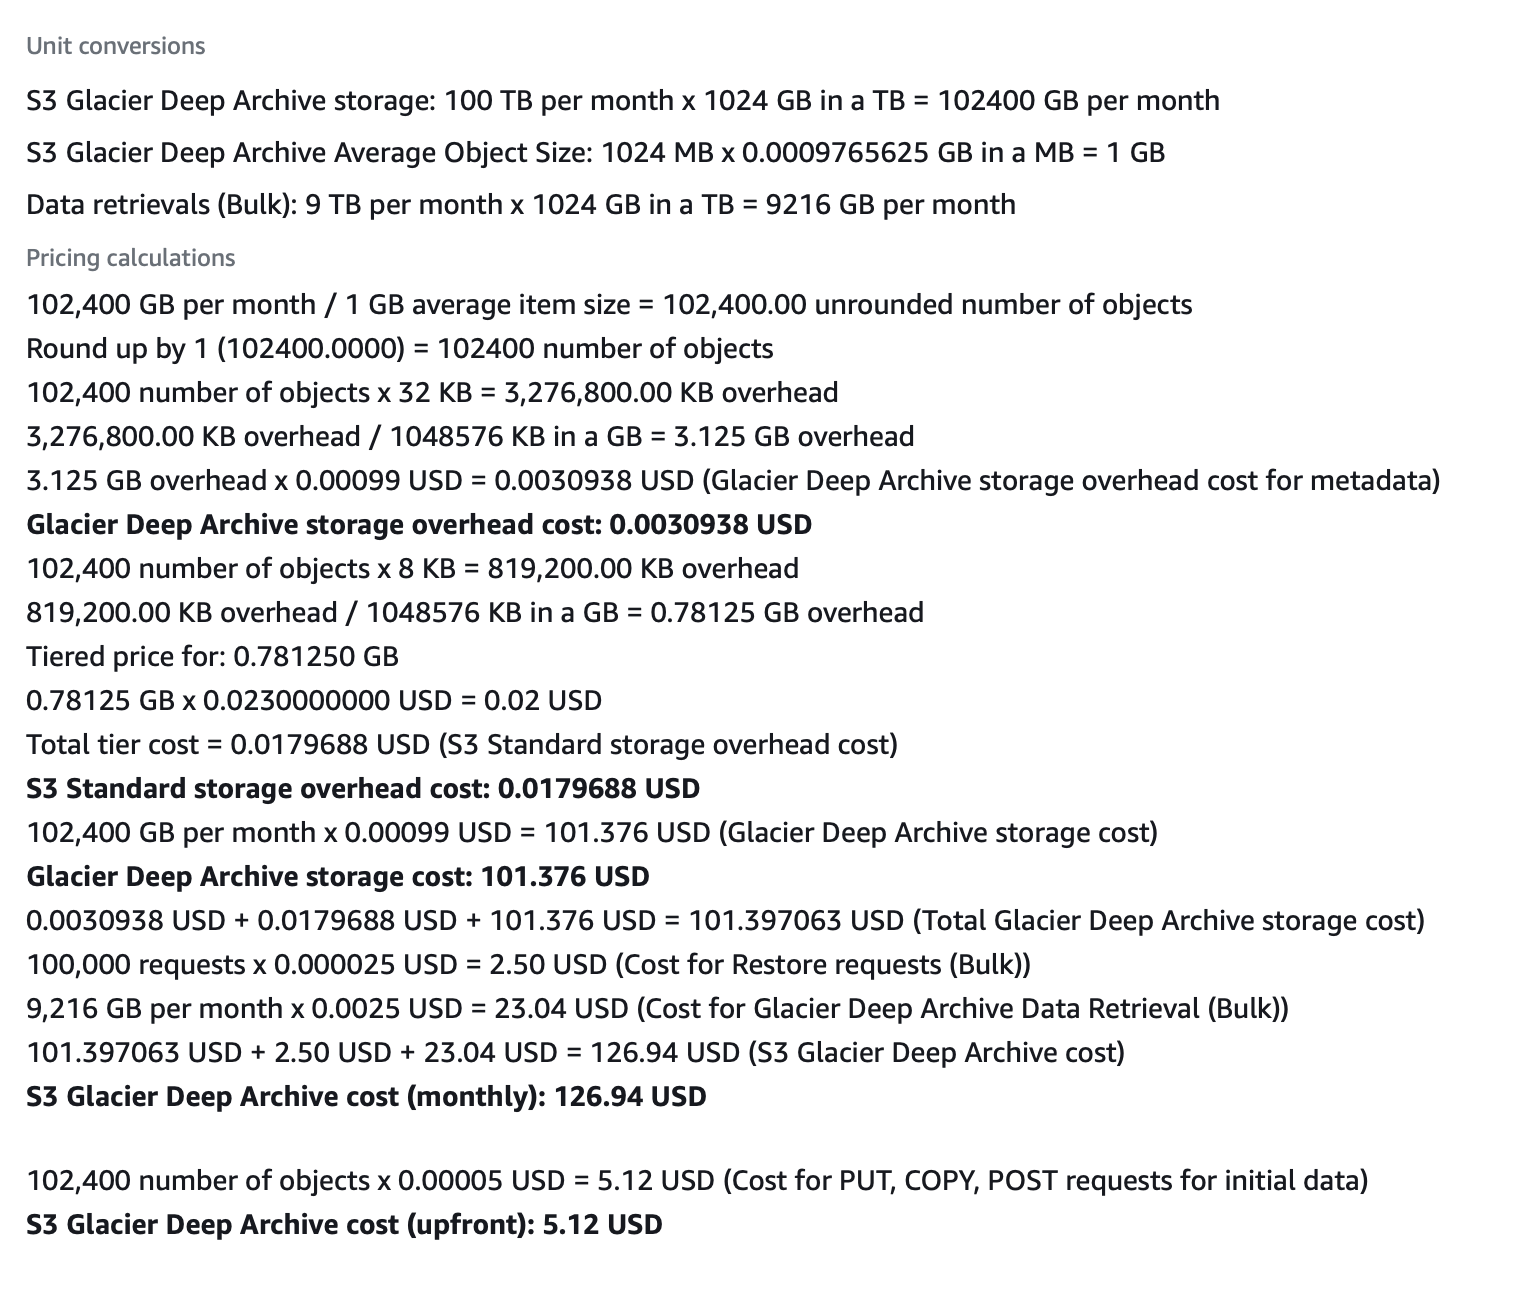 Unit conversions
S3 Glacier Deep Archive storage: 100 TB per month x 1024 GB in a TB = 102400 GB per month
S3 Glacier Deep Archive Average Object Size: 1024 MB x 0.0009765625 GB in a MB = 1 GB
Data retrievals (Bulk): 9 TB per month x 1024 GB in a TB = 9216 GB per month
Pricing calculations
102,400 GB per month / 1 GB average item size = 102,400.00 unrounded number of objects
Round up by 1 (102400.0000) = 102400 number of objects
102,400 number of objects x 32 KB = 3,276,800.00 KB overhead
3,276,800.00 KB overhead / 1048576 KB in a GB = 3.125 GB overhead
3.125 GB overhead x 0.00099 USD = 0.0030938 USD (Glacier Deep Archive storage overhead cost for metadata)
Glacier Deep Archive storage overhead cost: 0.0030938 USD
102,400 number of objects x 8 KB = 819,200.00 KB overhead
819,200.00 KB overhead / 1048576 KB in a GB = 0.78125 GB overhead
Tiered price for: 0.781250 GB
0.78125 GB x 0.0230000000 USD = 0.02 USD
Total tier cost = 0.0179688 USD (S3 Standard storage overhead cost)
S3 Standard storage overhead cost: 0.0179688 USD
102,400 GB per month x 0.00099 USD = 101.376 USD (Glacier Deep Archive storage cost)
Glacier Deep Archive storage cost: 101.376 USD
0.0030938 USD + 0.0179688 USD + 101.376 USD = 101.397063 USD (Total Glacier Deep Archive storage cost)
100,000 requests x 0.000025 USD = 2.50 USD (Cost for Restore requests (Bulk))
9,216 GB per month x 0.0025 USD = 23.04 USD (Cost for Glacier Deep Archive Data Retrieval (Bulk))
101.397063 USD + 2.50 USD + 23.04 USD = 126.94 USD (S3 Glacier Deep Archive cost)
S3 Glacier Deep Archive cost (monthly): 126.94 USD
102,400 number of objects x 0.00005 USD = 5.12 USD (Cost for PUT, COPY, POST requests for initial data)
S3 Glacier Deep Archive cost (upfront): 5.12 USD